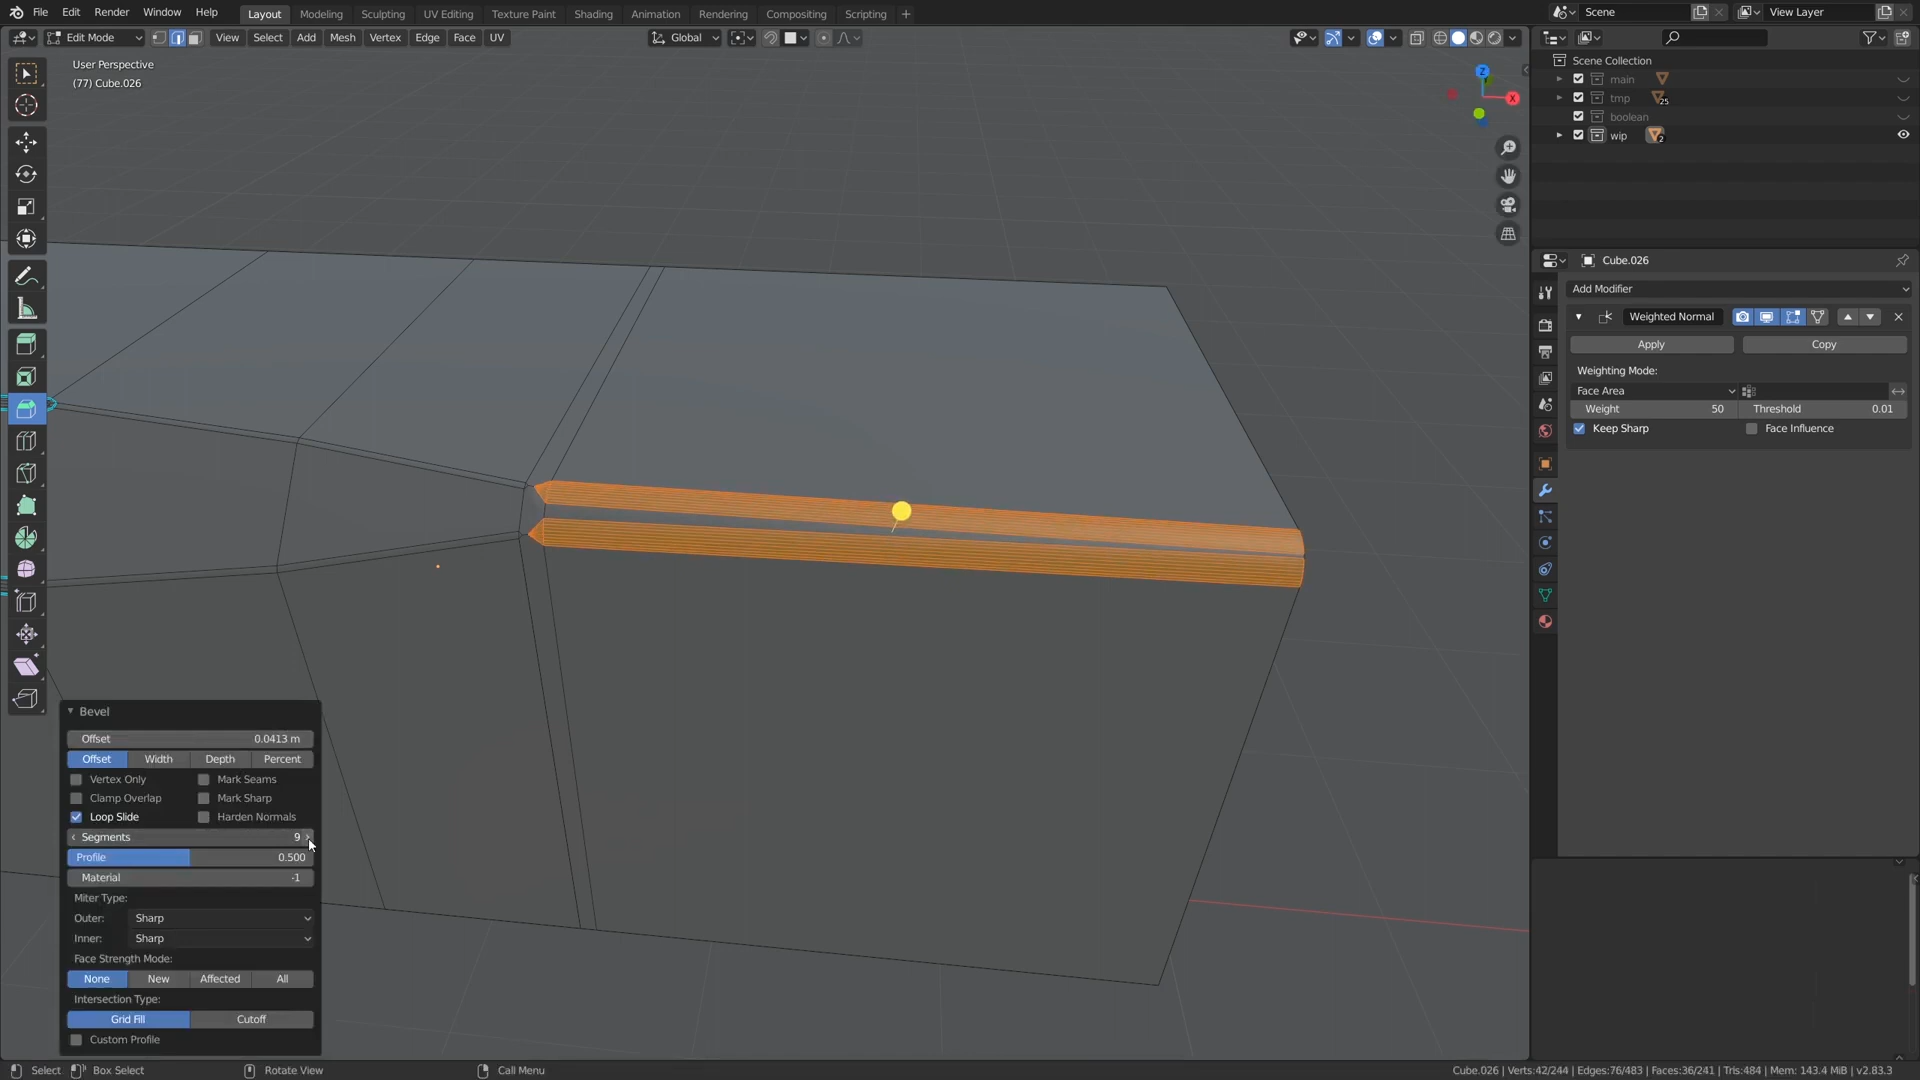 File Edit Render Window Help
Layout Modeling Sculpting UV Editing Texture Paint Shading Animation Rendering Compositing Scripting +
Scene
View Layer
Edit Mode
View Select Add Mesh Vertex Edge Face UV
Global
User Perspective
(77) Cube.026
Z
X
Scene Collection
main
tmp
25
boolean
wip
2
Cube.026
Add Modifier
Weighted Normal
Apply
Copy
Weighting Mode:
Face Area
Weight 50
Threshold 0.01
Keep Sharp
Face Influence
Bevel
Offset 0.0413 m
Offset Width Depth Percent
Vertex Only
Mark Seams
Clamp Overlap
Mark Sharp
Loop Slide
Harden Normals
Segments 9
Profile 0.500
Material -1
Miter Type:
Outer: Sharp
Inner: Sharp
Face Strength Mode:
None New Affected All
Intersection Type:
Grid Fill Cutoff
Custom Profile
Select
Box Select
Rotate View
Call Menu
Cube.026 | Verts:42/244 | Edges:76/483 | Faces:36/241 | Tris:484 | Mem: 143.4 MiB | v2.83.3